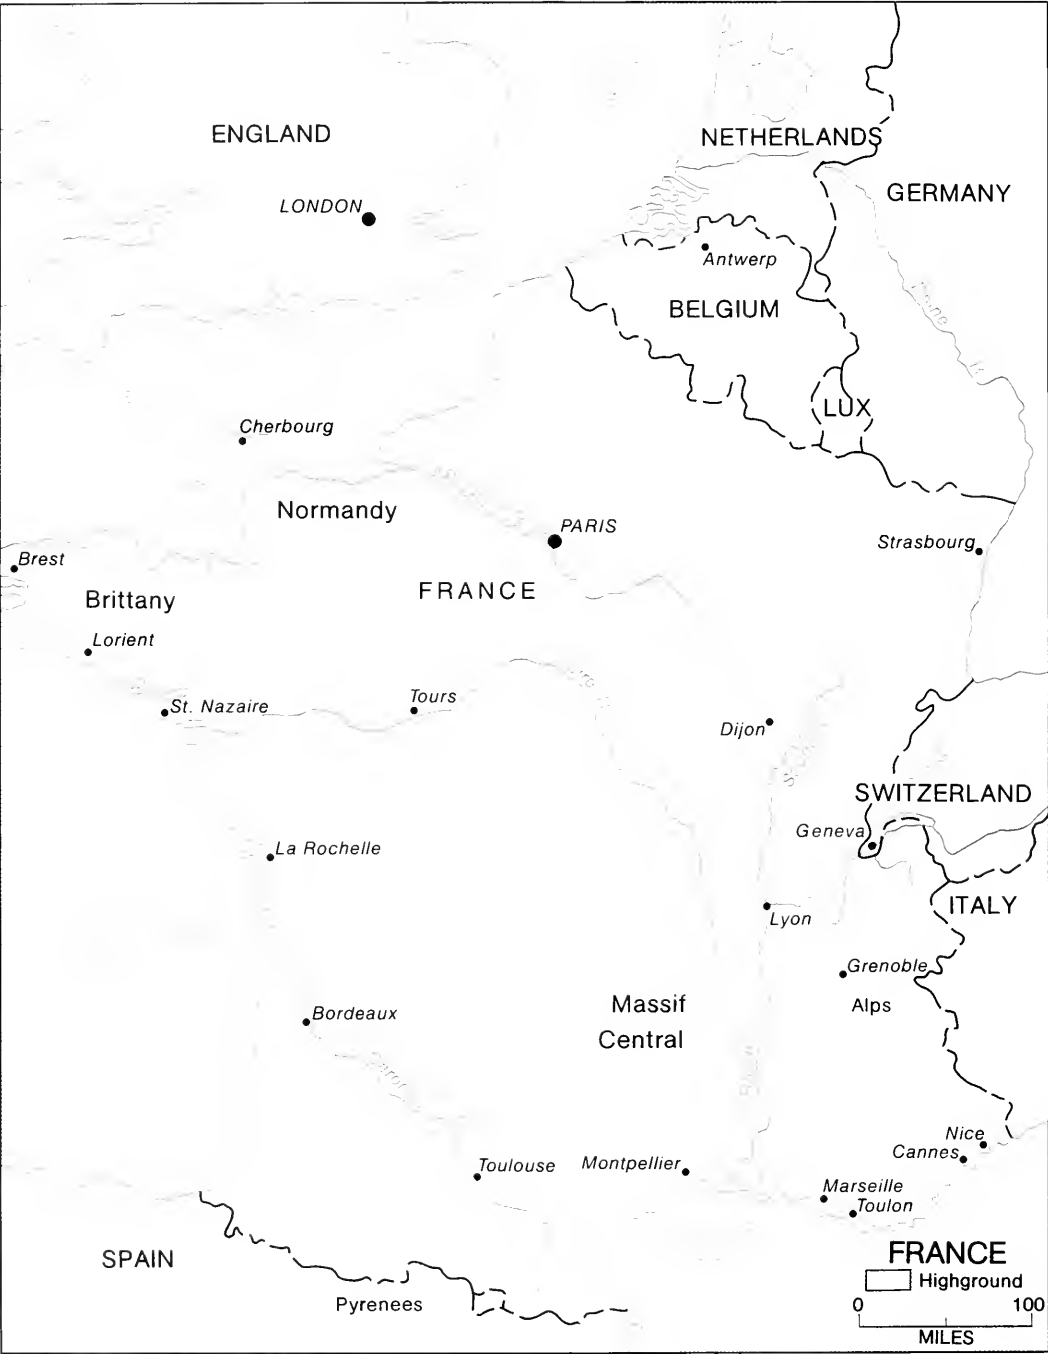 ENGLAND
NETHERLANDS
GERMANY
LONDON
Antwerp
BELGIUM
LUX
Cherbourg
Normandy
PARIS
Strasbourg
Brest
FRANCE
Brittany
Lorient
St. Nazaire
Tours
Dijon
SWITZERLAND
Geneva
La Rochelle
ITALY
Lyon
Grenoble
Alps
Massif
Central
Bordeaux
Nice
Cannes
Toulouse
Montpellier
Marseille
Toulon
SPAIN
Pyrenees
FRANCE
Highground
0 100
MILES